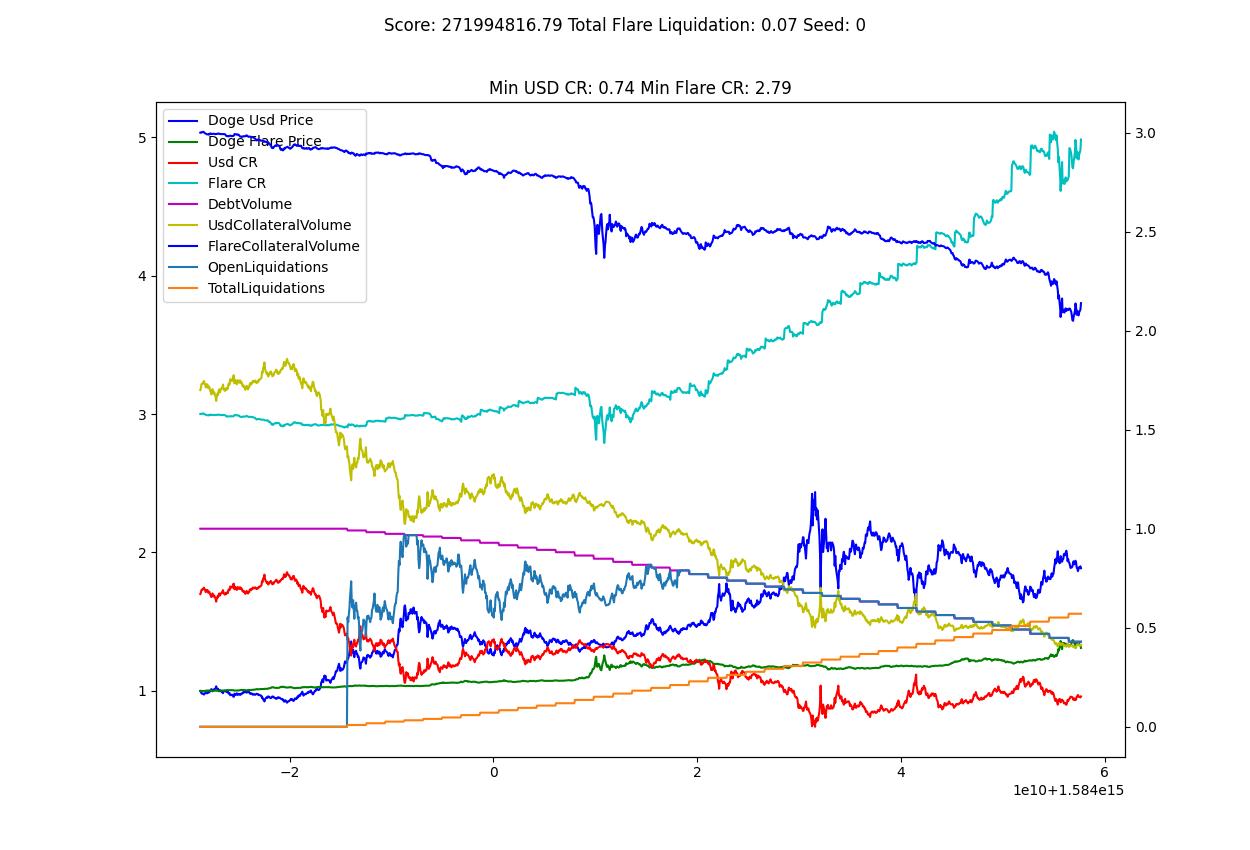 Score: 271994816.79 Total Flare Liquidation: 0.07 Seed: 0
Min USD CR: 0.74 Min Flare CR: 2.79
Doge Usd Price
Doge Flare Price
Usd CR
Flare CR
DebtVolume
UsdCollateralVolume
FlareCollateralVolume
OpenLiquidations
TotalLiquidations
5
4
3
2
1
3.0
2.5
2.0
1.5
1.0
0.5
0.0
−2
0
2
4
6
1e10+1.584e15